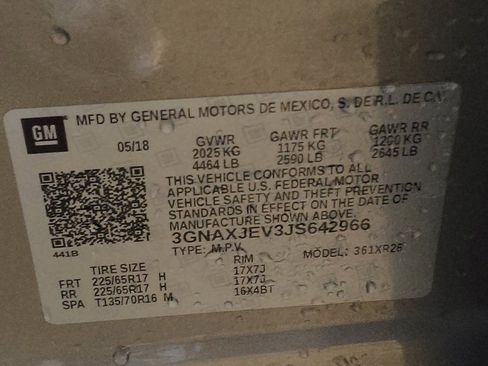 GM
MFD BY GENERAL MOTORS DE MEXICO, S. DE R.L. DE C.V.
05/18 GVWR GAWR FRT GAWR RR
2025 KG 1175 KG 1200 KG
4464 LB 2590 LB 2645 LB
THIS VEHICLE CONFORMS TO ALL
APPLICABLE U.S. FEDERAL MOTOR
VEHICLE SAFETY AND THEFT PREVENTION
STANDARDS IN EFFECT ON THE DATE OF
MANUFACTURE SHOWN ABOVE.
3GNAXJEV3JS642966
441B TYPE: M.P.V. MODEL: 361XR26
TIRE SIZE RIM
FRT 225/65R17 H 17X7J
RR 225/65R17 H 17X7J
SPA T135/70R16 M 16X4BT